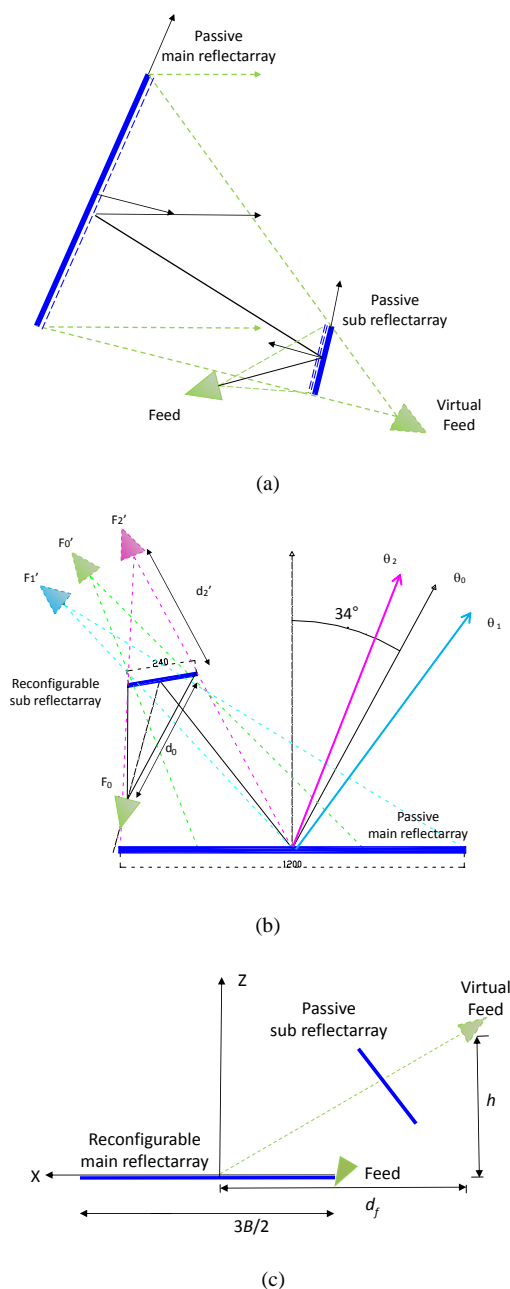 Passive
main reflectarray
Passive
sub reflectarray
Feed
Virtual
Feed
(a)
F2'
F0'
F1'
d2'
θ2
θ0
θ1
34°
240
Reconfigurable
sub reflectarray
d0
F0
Passive
main reflectarray
1200
(b)
Z
Virtual
Feed
Passive
sub reflectarray
h
Reconfigurable
main reflectarray
X
Feed
df
3B/2
(c)